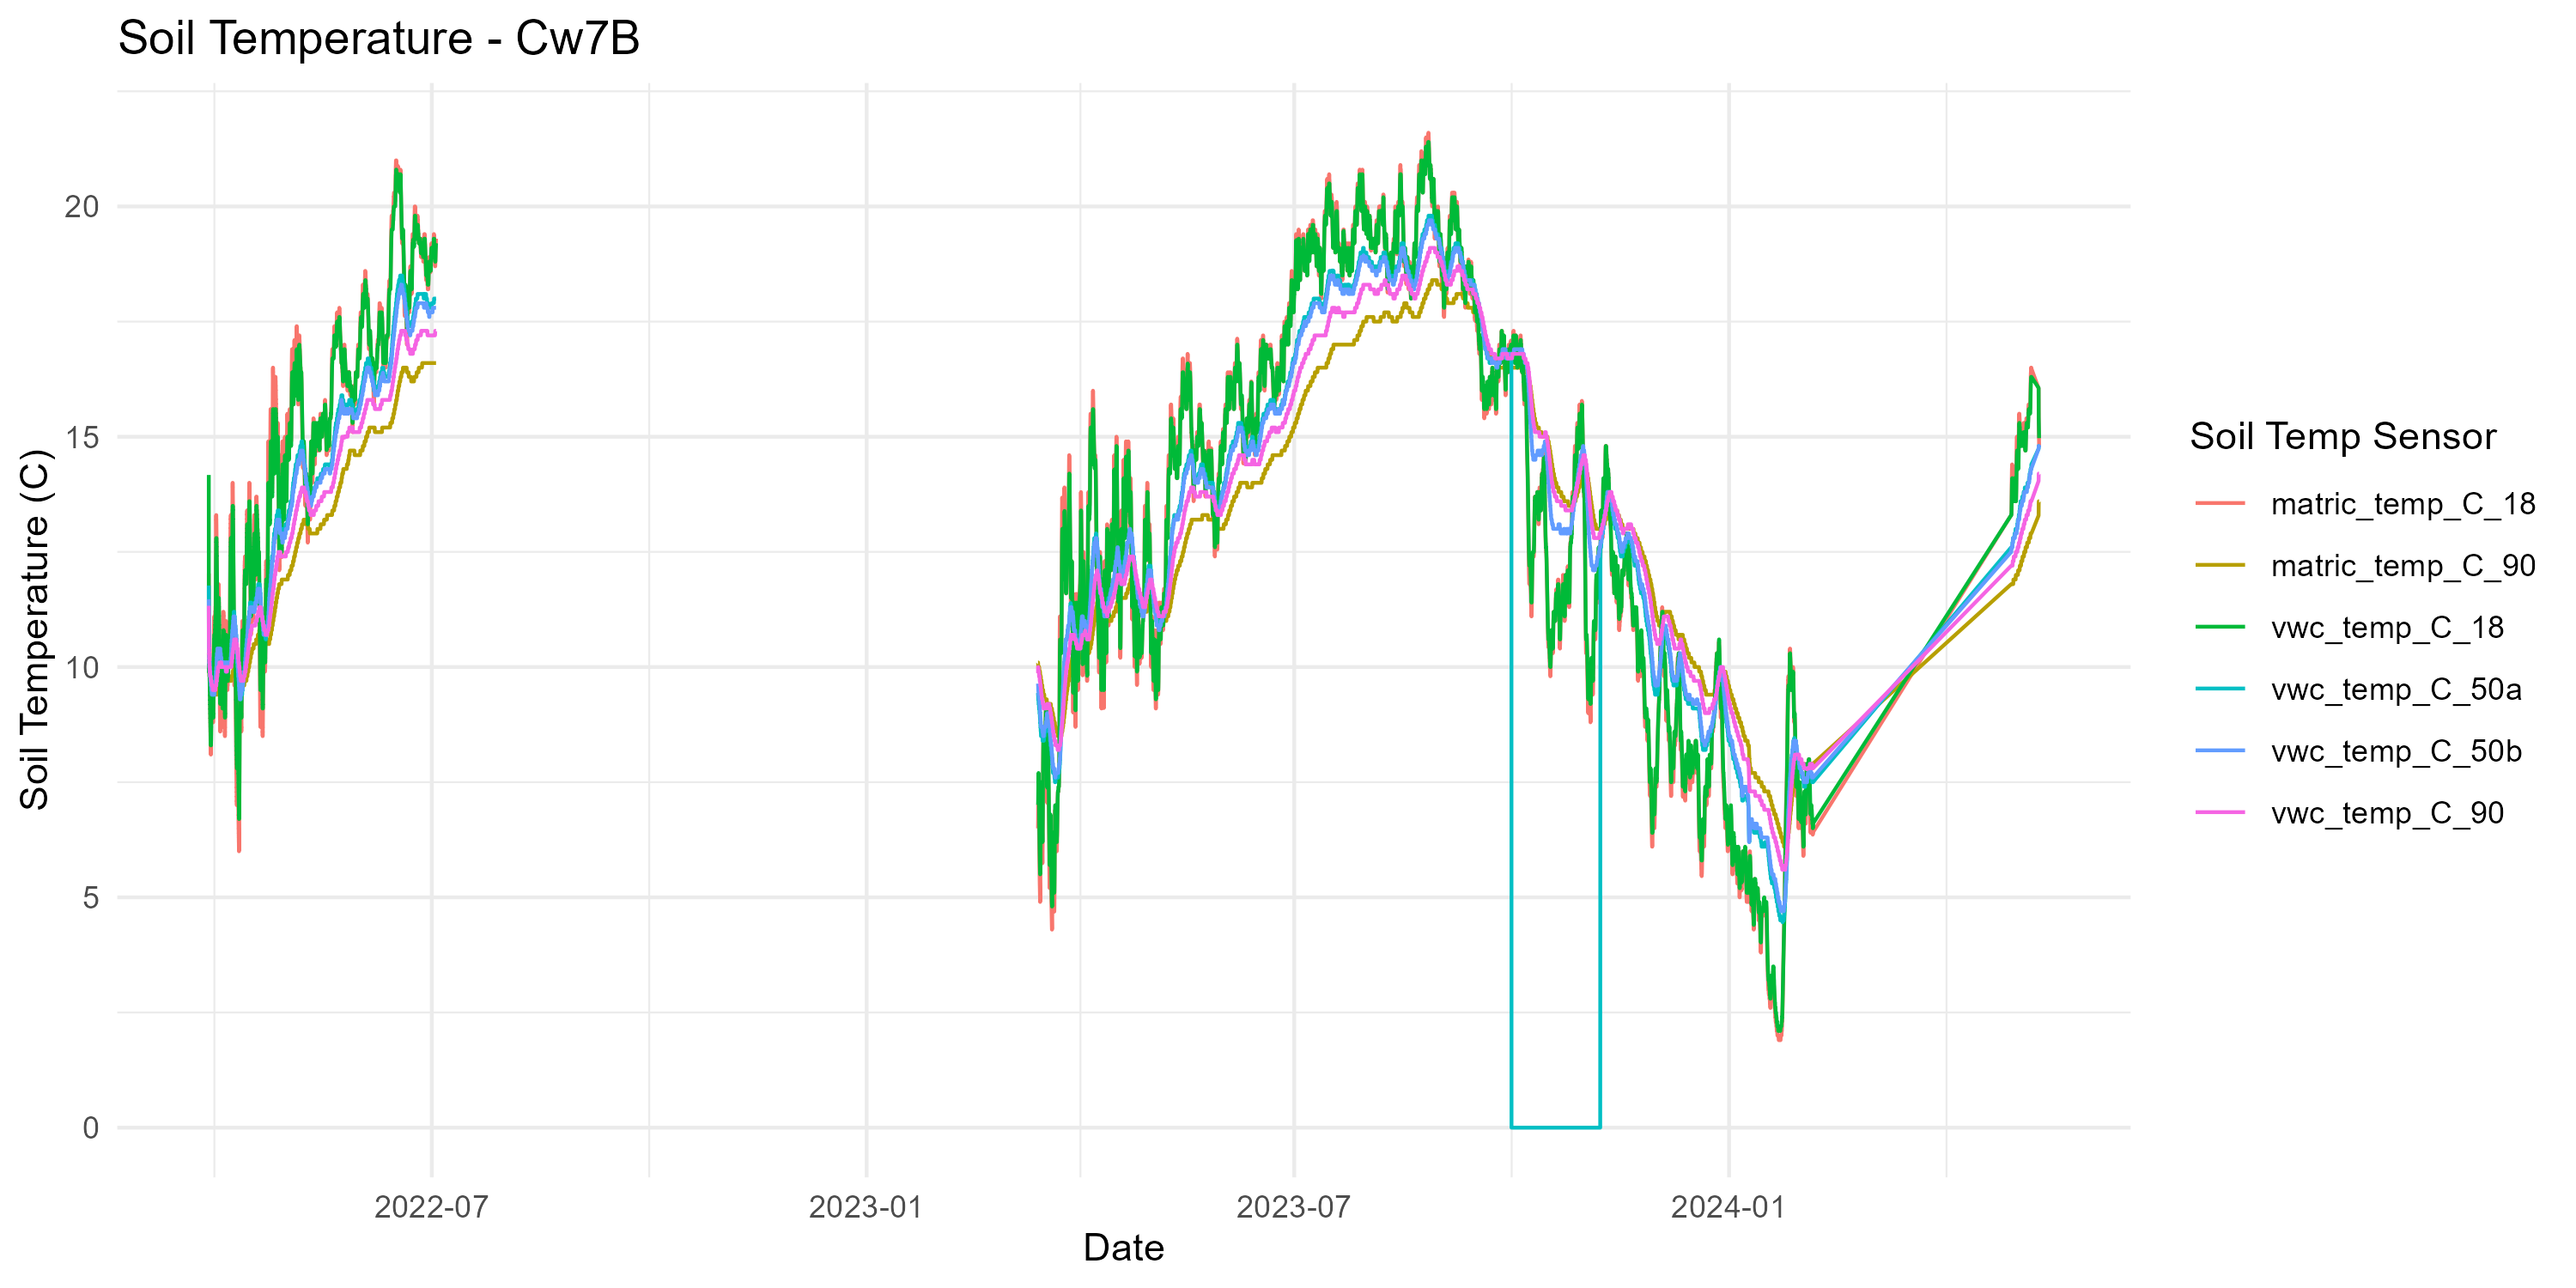 Soil Temperature - Cw7B
20
15
10
5
0
Soil Temperature (C)
2022-07
2023-01
2023-07
2024-01
Date
Soil Temp Sensor
matric_temp_C_18
matric_temp_C_90
vwc_temp_C_18
vwc_temp_C_50a
vwc_temp_C_50b
vwc_temp_C_90